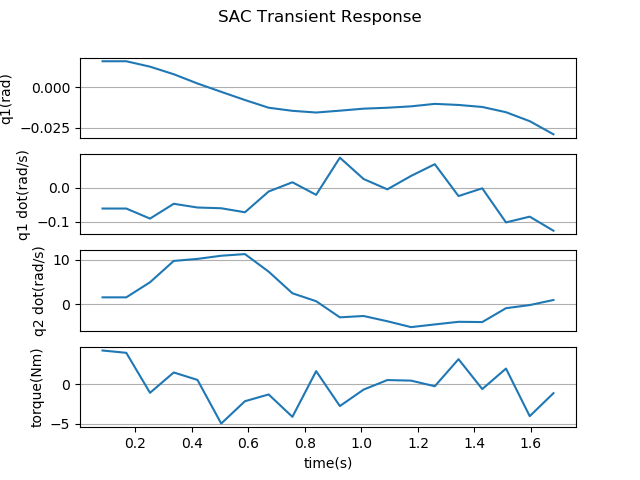 SAC Transient Response
q1(rad)
0.000
−0.025
q1 dot(rad/s)
0.0
−0.1
q2 dot(rad/s)
10
0
torque(Nm)
0
−5
0.2 0.4 0.6 0.8 1.0 1.2 1.4 1.6
time(s)